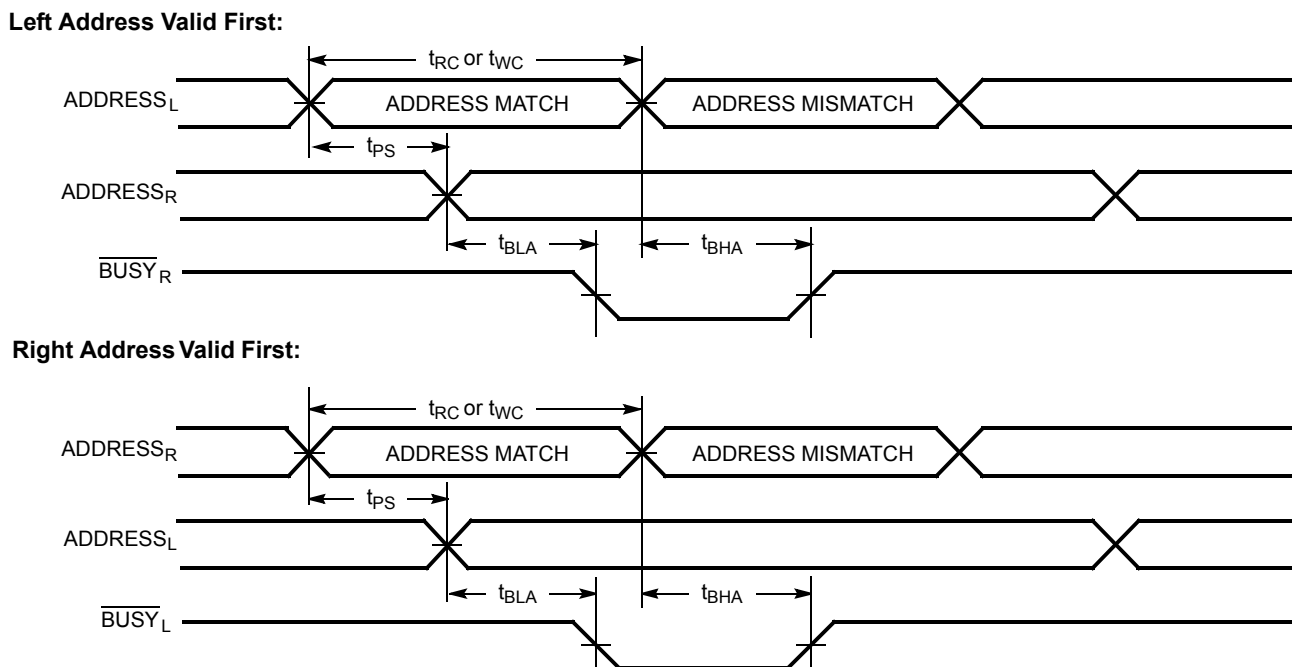 Left Address Valid First:
tRC or tWC
ADDRESSL
ADDRESS MATCH
ADDRESS MISMATCH
tPS
ADDRESSR
tBLA
tBHA
BUSYR
Right Address Valid First:
tRC or tWC
ADDRESSR
ADDRESS MATCH
ADDRESS MISMATCH
tPS
ADDRESSL
tBLA
tBHA
BUSYL